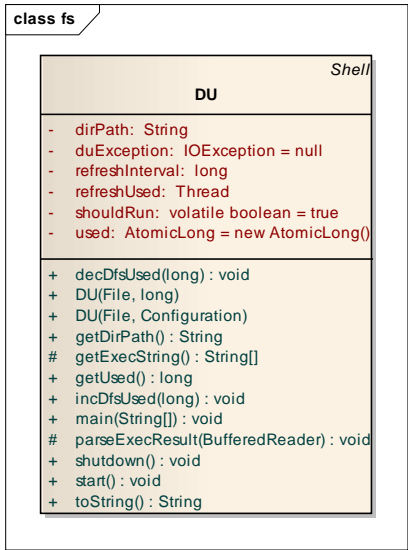 class fs
Shell
DU
- dirPath: String
- duException: IOException = null
- refreshInterval: long
- refreshUsed: Thread
- shouldRun: volatile boolean = true
- used: AtomicLong = new AtomicLong()
+ decDfsUsed(long) : void
+ DU(File, long)
+ DU(File, Configuration)
+ getDirPath() : String
# getExecString() : String[]
+ getUsed() : long
+ incDfsUsed(long) : void
+ main(String[]) : void
# parseExecResult(BufferedReader) : void
+ shutdown() : void
+ start() : void
+ toString() : String